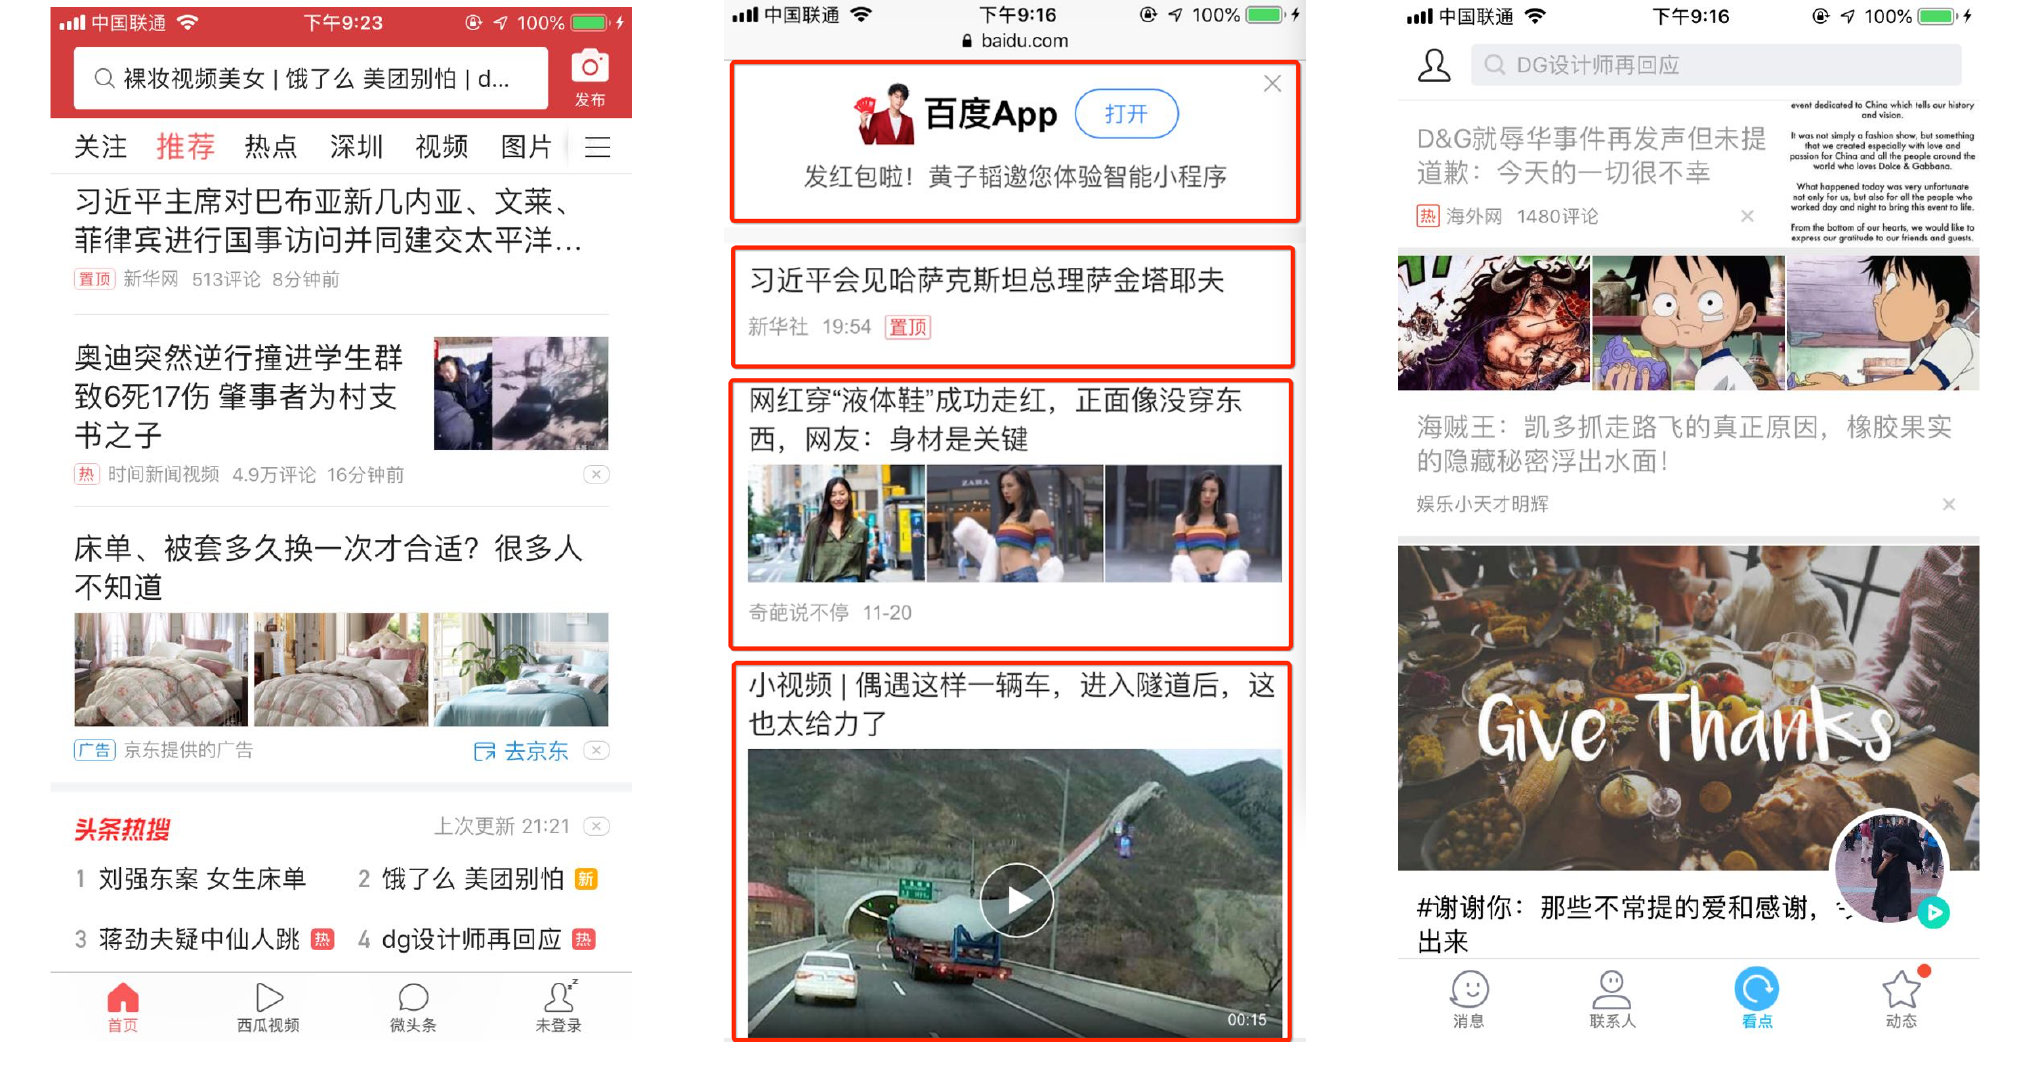 中国联通
下午9:23
100%
裸妆视频美女 | 饿了么 美团别怕 | d...
发布
关注 推荐 热点 深圳 视频 图片
习近平主席对巴布亚新几内亚、文莱、
菲律宾进行国事访问并同建交太平洋...
置顶 新华网 513评论 8分钟前
奥迪突然逆行撞进学生群
致6死17伤 肇事者为村支
书之子
热 时间新闻视频 4.9万评论 16分钟前
床单、被套多久换一次才合适？很多人
不知道
广告 京东提供的广告 去京东
头条热搜 上次更新 21:21
1 刘强东案 女生床单 2 饿了么 美团别怕 新
3 蒋劲夫疑中仙人跳 热 4 dg设计师再回应 热
首页 西瓜视频 微头条 未登录
中国联通
下午9:16
100%
baidu.com
百度App 打开
发红包啦！黄子韬邀您体验智能小程序
习近平会见哈萨克斯坦总理萨金塔耶夫
新华社 19:54 置顶
网红穿“液体鞋”成功走红，正面像没穿东
西，网友：身材是关键
ZARA
奇葩说不停 11-20
小视频 | 偶遇这样一辆车，进入隧道后，这
也太给力了
00:15
中国联通
下午9:16
100%
DG设计师再回应
D&G就辱华事件再发声但未提
道歉：今天的一切很不幸
热 海外网 1480评论
event dedicated to China which tells our history
and vision.
It was not simply a fashion show, but something
that we created especially with love and
passion for China and all the people around the
world who loves Dolce & Gabbana.
What happened today was very unfortunate
not only for us, but also for all the people who
worked day and night to bring this event to life.
From the bottom of our hearts, we would like to
express our gratitude to our friends and guests.
海贼王：凯多抓走路飞的真正原因，橡胶果实
的隐藏秘密浮出水面！
娱乐小天才明辉
Give Thanks
#谢谢你：那些不常提的爱和感谢，
出来
消息 联系人 看点 动态